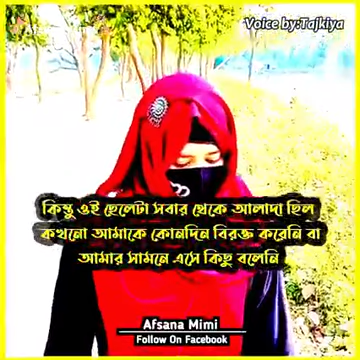 Voice by:Tajkiya
কিন্তু ওই ছেলেটা সবার থেকে আলাদা ছিল
কখনো আমাকে কোনদিন বিরক্ত করেনি বা
আমার সামনে এসে কিছু বলেনি
Afsana Mimi
Follow On Facebook